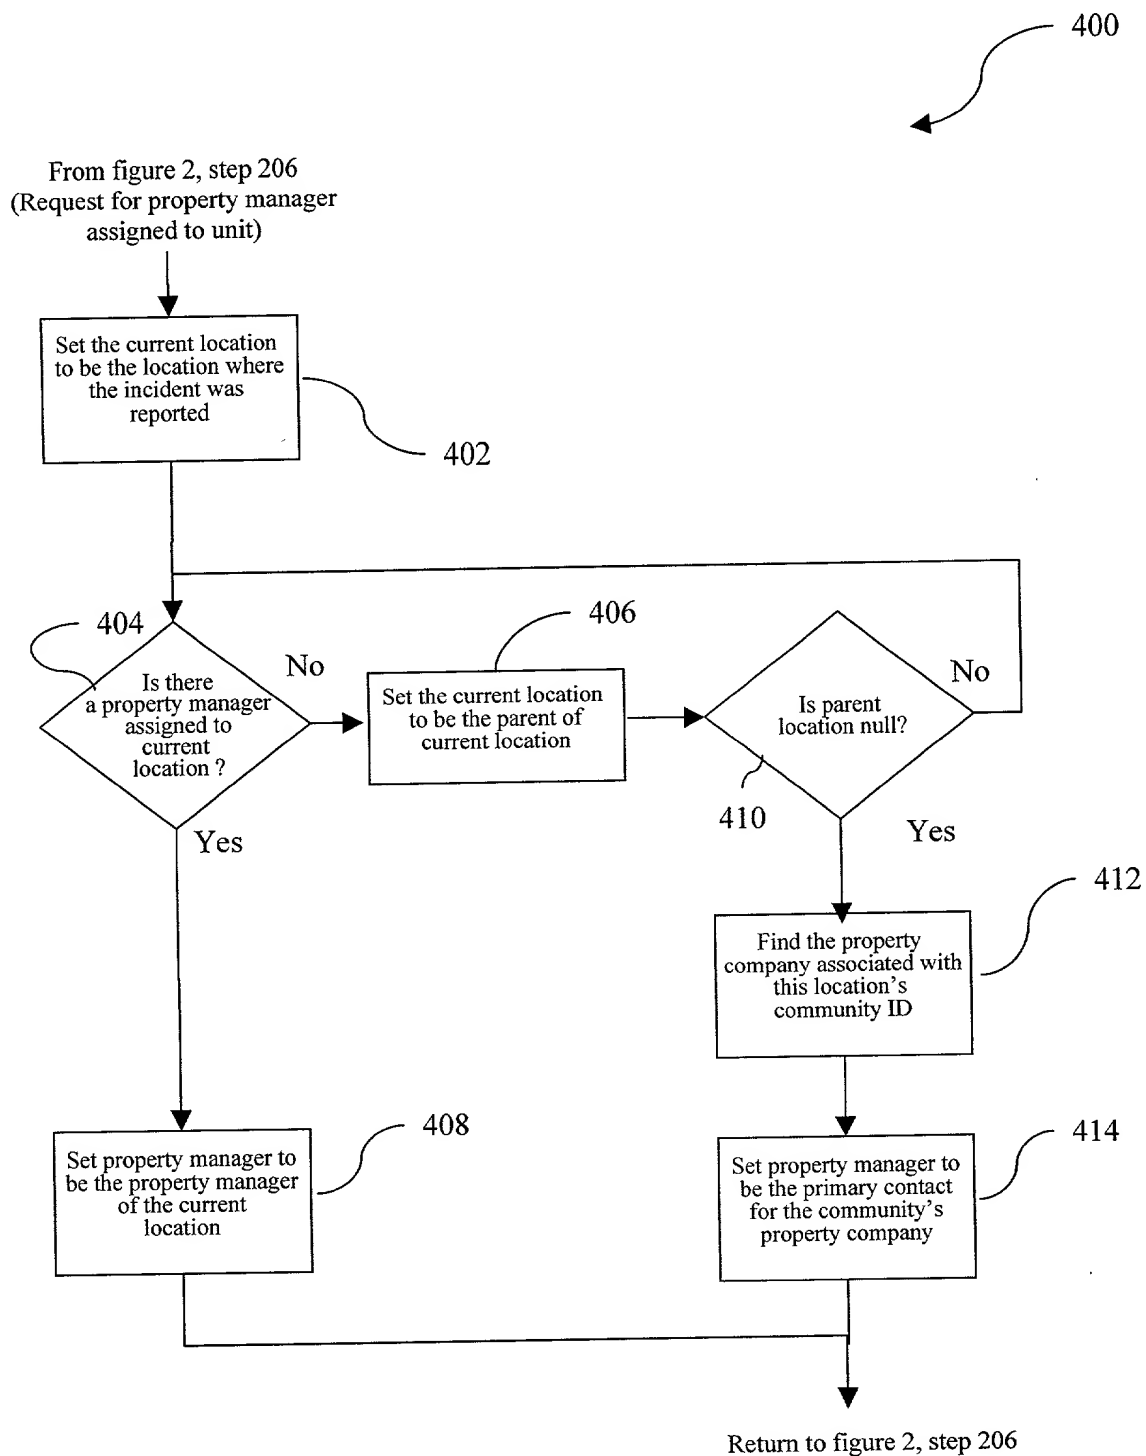 400
From figure 2, step 206
(Request for property manager
assigned to unit)
Set the current location
to be the location where
the incident was
reported
402
404
Is there
a property manager
assigned to
current
location ?
No
406
Set the current location
to be the parent of
current location
Is parent
location null?
No
410
Yes
Yes
412
Find the property
company associated with
this location's
community ID
408
Set property manager to
be the property manager
of the current
location
414
Set property manager to
be the primary contact
for the community's
property company
Return to figure 2, step 206